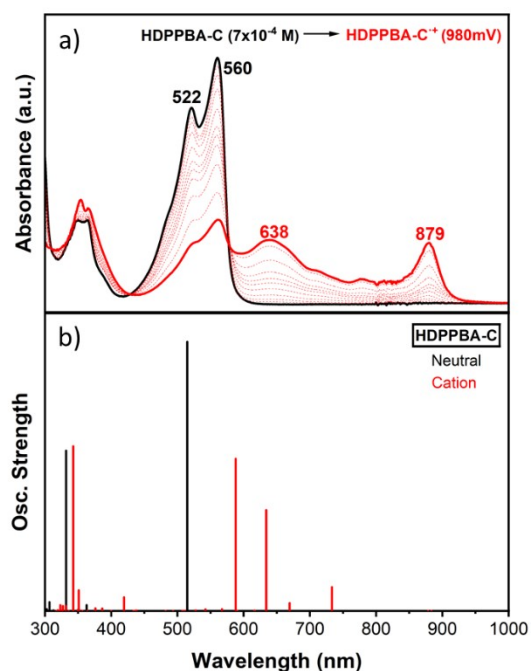 a)
HDPPBA-C (7x10⁻⁴ M) → HDPPBA-C·⁺ (980mV)
522
560
638
879
Absorbance (a.u.)
b)
HDPPBA-C
Neutral
Cation
Osc. Strength
300 400 500 600 700 800 900 1000
Wavelength (nm)